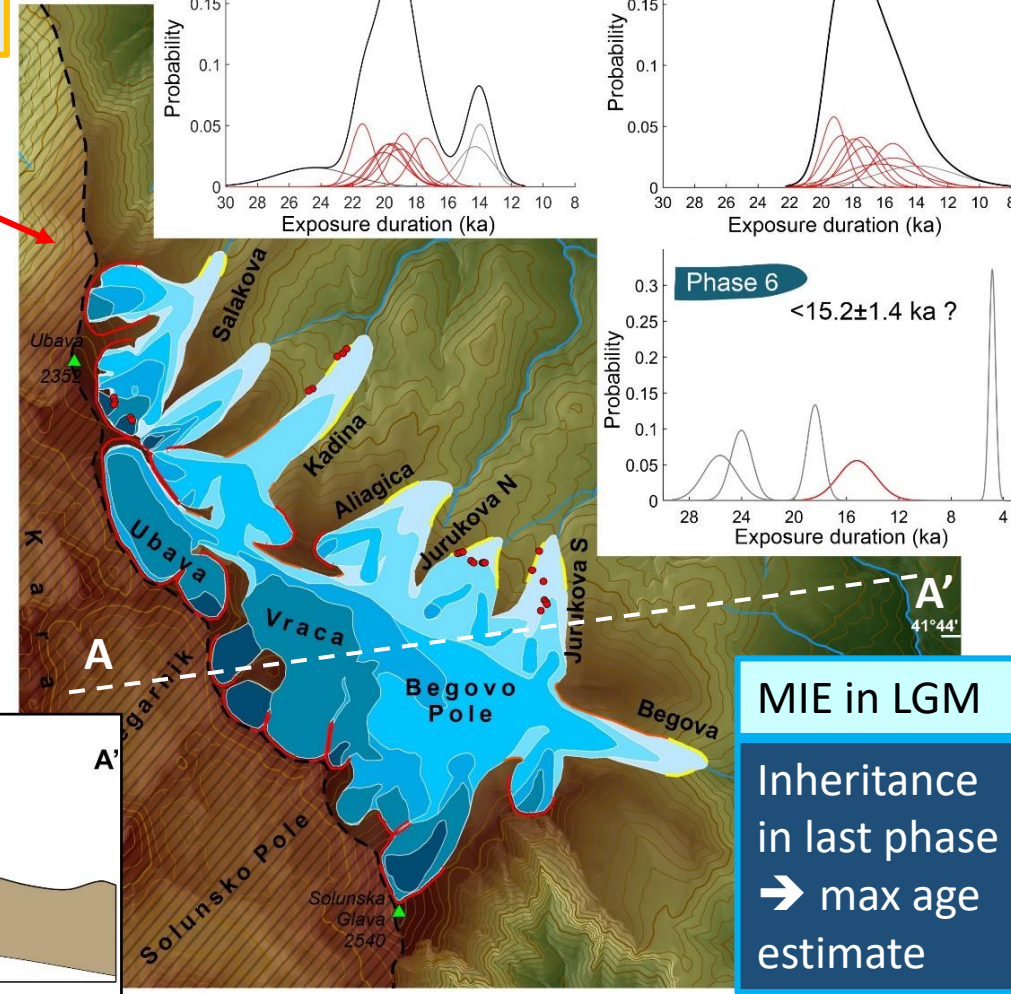 0.15
0.1
0.05
0
Probability
30 28 26 24 22 20 18 16 14 12 10 8
Exposure duration (ka)
0.15
0.1
0.05
0
Probability
30 28 26 24 22 20 18 16 14 12 10 8
Exposure duration (ka)
Phase 6
<15.2±1.4 ka ?
0.3
0.25
0.2
0.15
0.1
0.05
0
Probability
28 24 20 16 12 8 4
Exposure duration (ka)
Salakova
Ubava
2352
Kadina
Aliagica
Jurukova N
Jurukova S
Ubava
Kara
Vraca
A
A'
41°44'
egarnik
Begovo
Pole
Begova
A'
Solunsko Pole
Solunska
Glava
2540
MIE in LGM
Inheritance
in last phase
➔ max age
estimate